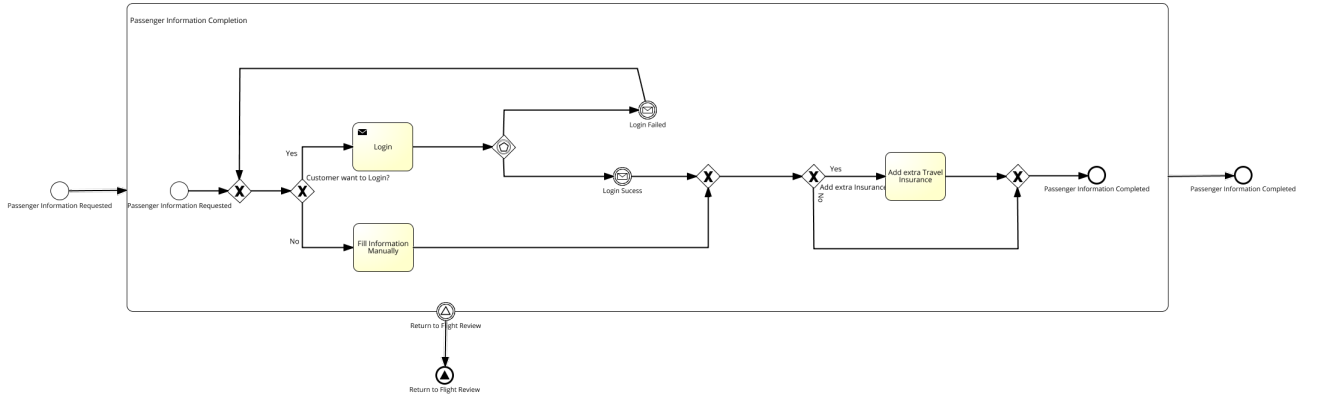 Passenger Information Completion
Login Failed
Yes
Login
Customer want to Login?
Login Sucess
Yes
Add extra Travel
Insurance
Add extra Insurance
No
Passenger Information Completed
Passenger Information Completed
Passenger Information Requested
Passenger Information Requested
No
Fill Information
Manually
Return to Flight Review
Return to Flight Review